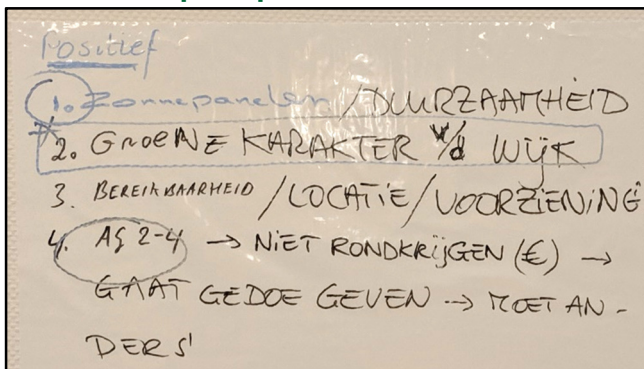 Positief
1. Zonnepanelen / DUURZAAMHEID
2. GROENE KARAKTER v/d WIJK
3. BEREIKBAARHEID / LOCATIE / VOORZIENING
4. AG 2-4 → NIET RONDKRIJGEN (€) →
GAAT GEDOE GEVEN → MOET AN-
DERS'